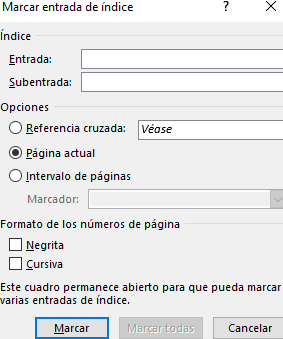 Marcar entrada de índice
Índice
Entrada:
Subentrada:
Opciones
Referencia cruzada: Véase
Página actual
Intervalo de páginas
Marcador:
Formato de los números de página
Negrita
Cursiva
Este cuadro permanece abierto para que pueda marcar
varias entradas de índice.
Marcar Marcar todas Cancelar